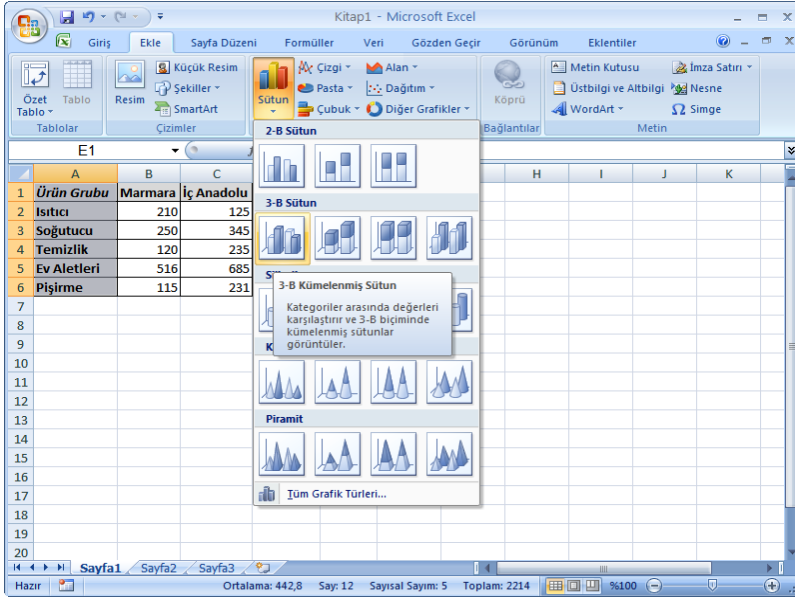 Kitap1 - Microsoft Excel
Giriş Ekle Sayfa Düzeni Formüller Veri Gözden Geçir Görünüm Eklentiler
Özet Tablo
Tablo
Tablolar
Resim
Küçük Resim
Şekiller
SmartArt
Çizimler
Sütun
Çizgi
Pasta
Çubuk
Alan
Dağıtım
Diğer Grafikler
Köprü
Bağlantılar
Metin Kutusu
Üstbilgi ve Altbilgi
WordArt
İmza Satırı
Nesne
Simge
Metin
E1
A B C H I J K
1 Ürün Grubu Marmara İç Anadolu
2 Isıtıcı 210 125
3 Soğutucu 250 345
4 Temizlik 120 235
5 Ev Aletleri 516 685
6 Pişirme 115 231
7
8
9
10
11
12
13
14
15
16
17
18
19
20
2-B Sütun
3-B Sütun
3-B Kümelenmiş Sütun
Kategoriler arasında değerleri
karşılaştırır ve 3-B biçiminde
kümelenmiş sütunlar
görüntüler.
Piramit
Tüm Grafik Türleri...
Sayfa1 Sayfa2 Sayfa3
Hazır Ortalama: 442,8 Say: 12 Sayısal Sayım: 5 Toplam: 2214 %100